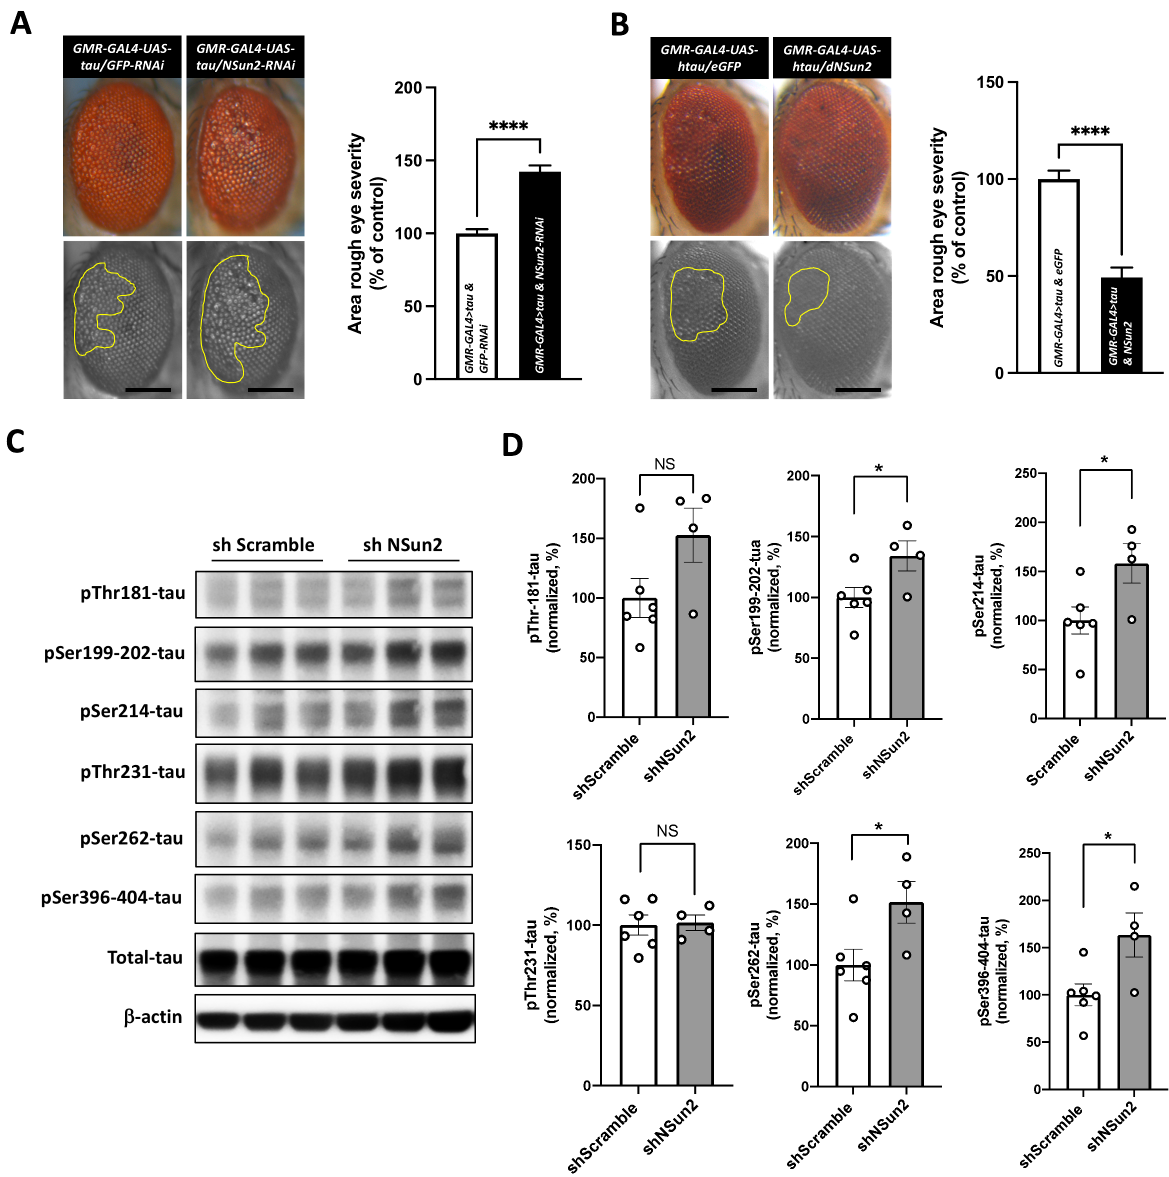 A
GMR-GAL4-UAS-
tau/GFP-RNAi
GMR-GAL4-UAS-
tau/NSun2-RNAi
Area rough eye severity
(% of control)
200
150
100
50
0
****
GMR-GAL4>tau &
GFP-RNAi
GMR-GAL4>tau & NSun2-RNAi
B
GMR-GAL4-UAS-
htau/eGFP
GMR-GAL4-UAS-
htau/dNSun2
Area rough eye severity
(% of control)
150
100
50
0
****
GMR-GAL4>tau & eGFP
GMR-GAL4>tau
& NSun2
C
sh Scramble
sh NSun2
pThr181-tau
pSer199-202-tau
pSer214-tau
pThr231-tau
pSer262-tau
pSer396-404-tau
Total-tau
β-actin
D
pThr-181-tau
(normalized, %)
200
150
100
50
0
NS
shScramble
shNSun2
pSer199-202-tua
(normalized, %)
200
150
100
50
0
*
shScramble
shNSun2
pSer214-tau
(normalized, %)
250
200
150
100
50
0
*
Scramble
shNSun2
pThr231-tau
(normalized, %)
150
100
50
0
NS
shScramble
shNSun2
pSer262-tau
(normalized, %)
200
150
100
50
0
*
shScramble
shNSun2
pSer396-404-tau
(normalized, %)
250
200
150
100
50
0
*
shScramble
shNSun2